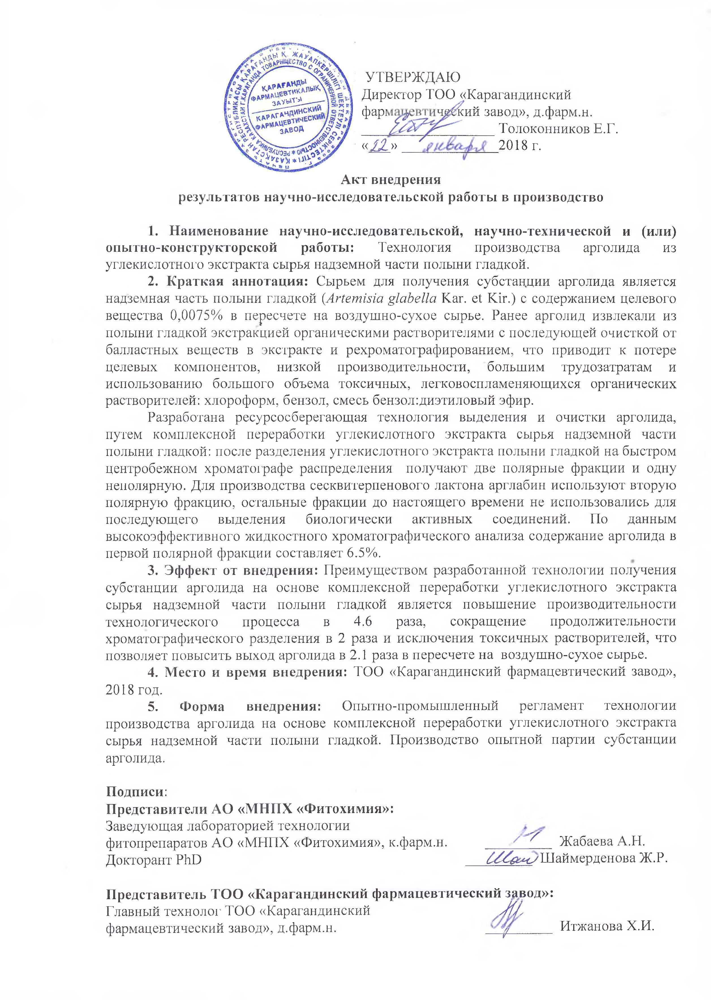 ҚАЗАҚСТАН РЕСПУБЛИКАСЫ ҚАРАҒАНДЫ Қ. ЖАУАПКЕРШІЛІГІ ШЕКТЕУЛІ СЕРІКТЕСТІГІ
РЕСПУБЛИКА КАЗАХСТАН Г.КАРАГАНДА ТОВАРИЩЕСТВО С ОГРАНИЧЕННОЙ ОТВЕТСТВЕННОСТЬЮ
ҚАРАҒАНДЫ
ФАРМАЦЕВТИКАЛЫҚ
ЗАУЫТЫ
КАРАГАНДИНСКИЙ
ФАРМАЦЕВТИЧЕСКИЙ
ЗАВОД
УТВЕРЖДАЮ
Директор ТОО «Карагандинский
фармацевтический завод», д.фарм.н.
Толоконников Е.Г.
«22» января 2018 г.
Акт внедрения
результатов научно-исследовательской работы в производство
1. Наименование научно-исследовательской, научно-технической и (или)
опытно-конструкторской работы: Технология производства арголида из
углекислотного экстракта сырья надземной части полыни гладкой.
2. Краткая аннотация: Сырьем для получения субстанции арголида является
надземная часть полыни гладкой (Artemisia glabella Kar. et Kir.) с содержанием целевого
вещества 0,0075% в пересчете на воздушно-сухое сырье. Ранее арголид извлекали из
полыни гладкой экстракцией органическими растворителями с последующей очисткой от
балластных веществ в экстракте и рехроматографированием, что приводит к потере
целевых компонентов, низкой производительности, большим трудозатратам и
использованию большого объема токсичных, легковоспламеняющихся органических
растворителей: хлороформ, бензол, смесь бензол:диэтиловый эфир.
Разработана ресурсосберегающая технология выделения и очистки арголида,
путем комплексной переработки углекислотного экстракта сырья надземной части
полыни гладкой: после разделения углекислотного экстракта полыни гладкой на быстром
центробежном хроматографе распределения получают две полярные фракции и одну
неполярную. Для производства сесквитерпенового лактона арглабин используют вторую
полярную фракцию, остальные фракции до настоящего времени не использовались для
последующего выделения биологически активных соединений. По данным
высокоэффективного жидкостного хроматографического анализа содержание арголида в
первой полярной фракции составляет 6.5%.
3. Эффект от внедрения: Преимуществом разработанной технологии получения
субстанции арголида на основе комплексной переработки углекислотного экстракта
сырья надземной части полыни гладкой является повышение производительности
технологического процесса в 4.6 раза, сокращение продолжительности
хроматографического разделения в 2 раза и исключения токсичных растворителей, что
позволяет повысить выход арголида в 2.1 раза в пересчете на воздушно-сухое сырье.
4. Место и время внедрения: ТОО «Карагандинский фармацевтический завод»,
2018 год.
5. Форма внедрения: Опытно-промышленный регламент технологии
производства арголида на основе комплексной переработки углекислотного экстракта
сырья надземной части полыни гладкой. Производство опытной партии субстанции
арголида.
Подписи:
Представители АО «МНПХ «Фитохимия»:
Заведующая лабораторией технологии
фитопрепаратов АО «МНПХ «Фитохимия», к.фарм.н. Жабаева А.Н.
Докторант PhD Шаймерденова Ж.Р.
Представитель ТОО «Карагандинский фармацевтический завод»:
Главный технолог ТОО «Карагандинский
фармацевтический завод», д.фарм.н. Итжанова Х.И.